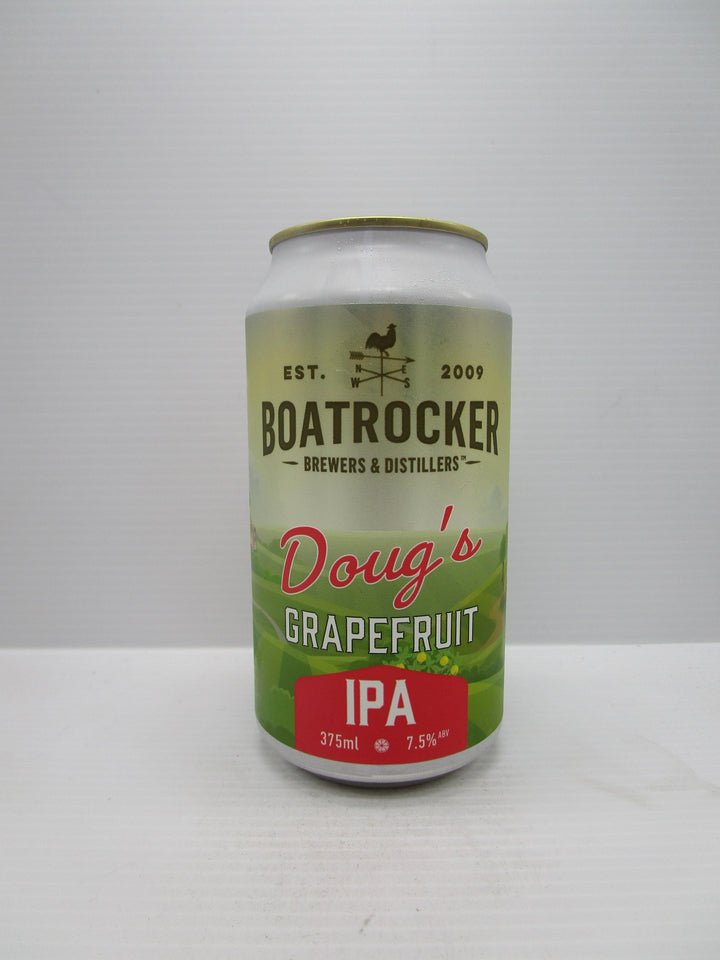 EST. 2009
N E
W S
BOATROCKER
BREWERS & DISTILLERS™
Doug's
GRAPEFRUIT
IPA
375ml 7.5% ABV